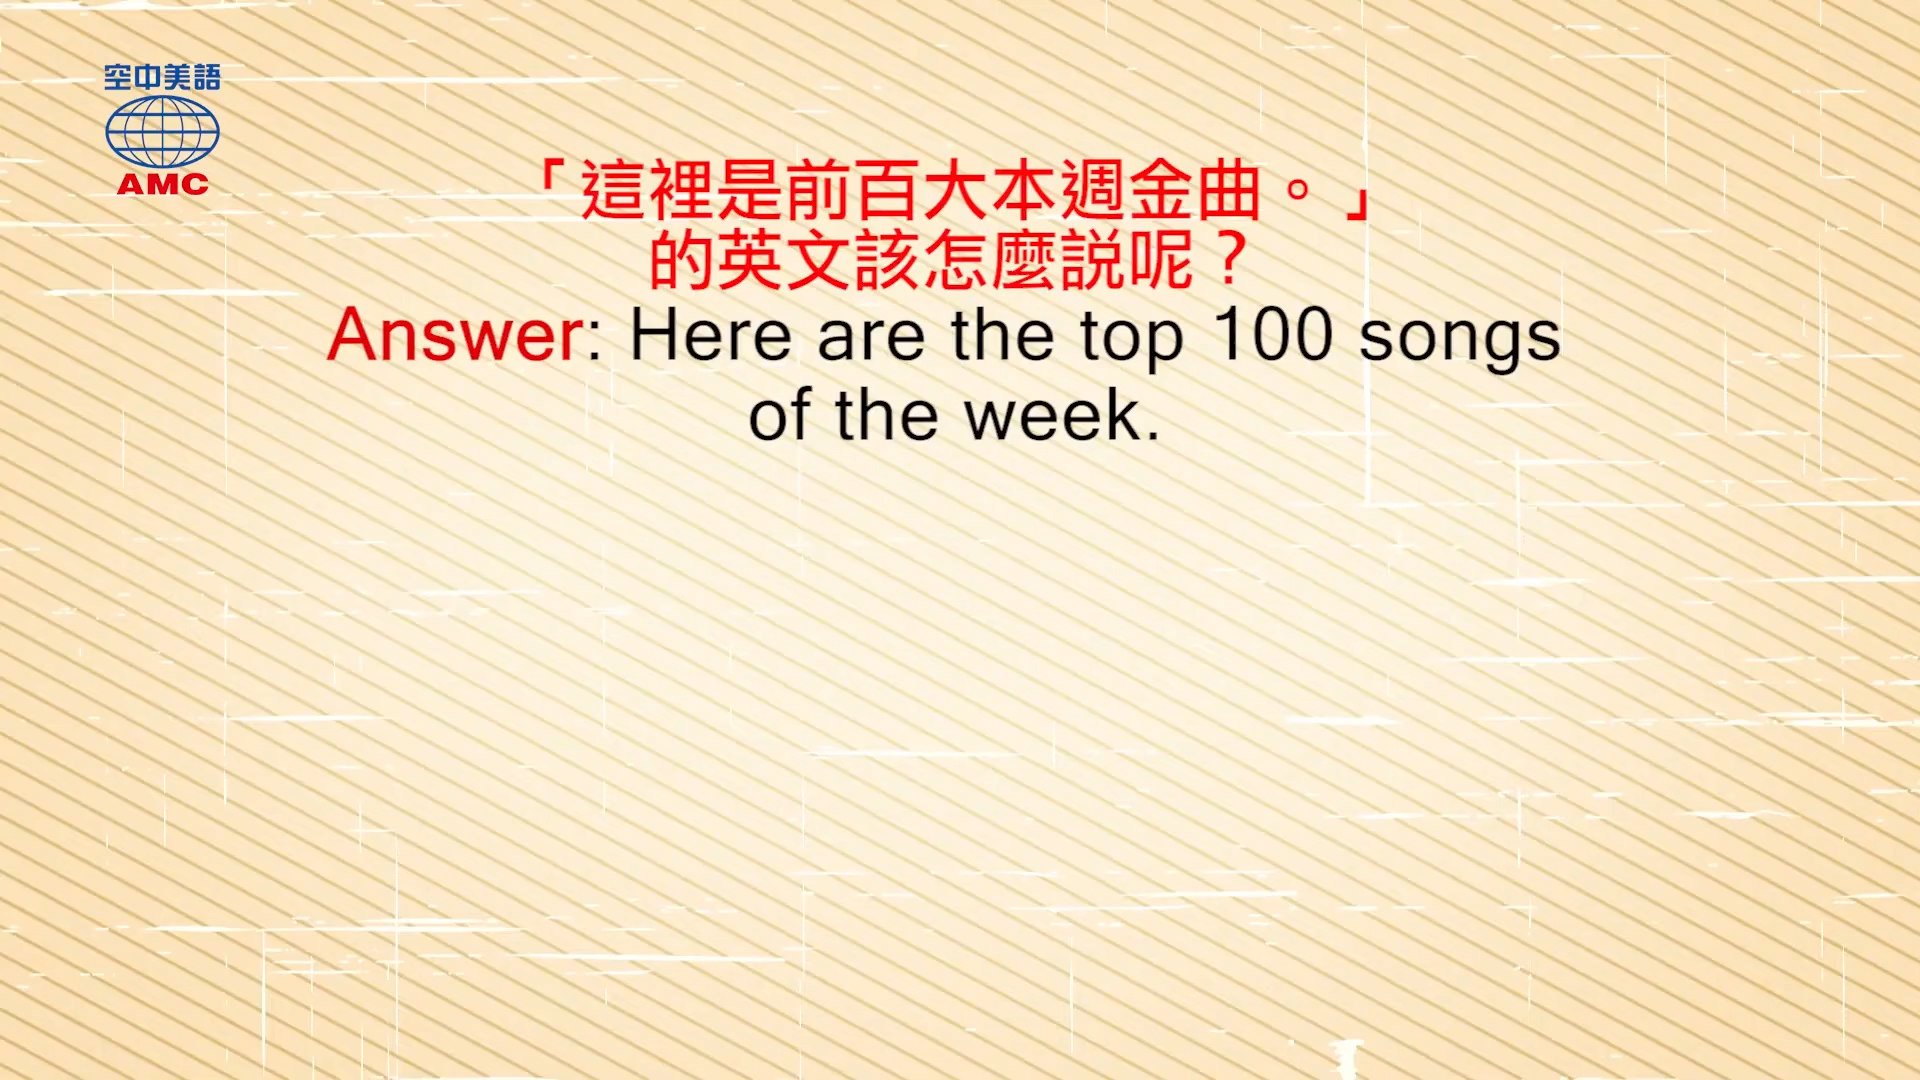 空中美語
AMC
「這裡是前百大本週金曲。」
的英文該怎麼説呢？
Answer: Here are the top 100 songs
of the week.